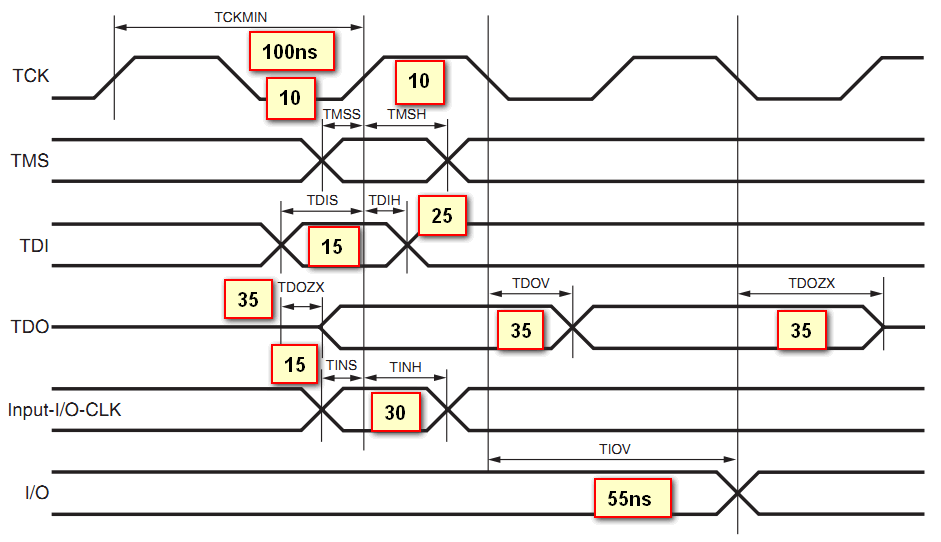 TCKMIN
100ns
TCK
10
10
TMSS
TMSH
TMS
TDIS
TDIH
25
TDI
15
35
TDOZX
TDOV
TDOZX
TDO
35
35
15
TINS
TINH
Input-I/O-CLK
30
TIOV
I/O
55ns